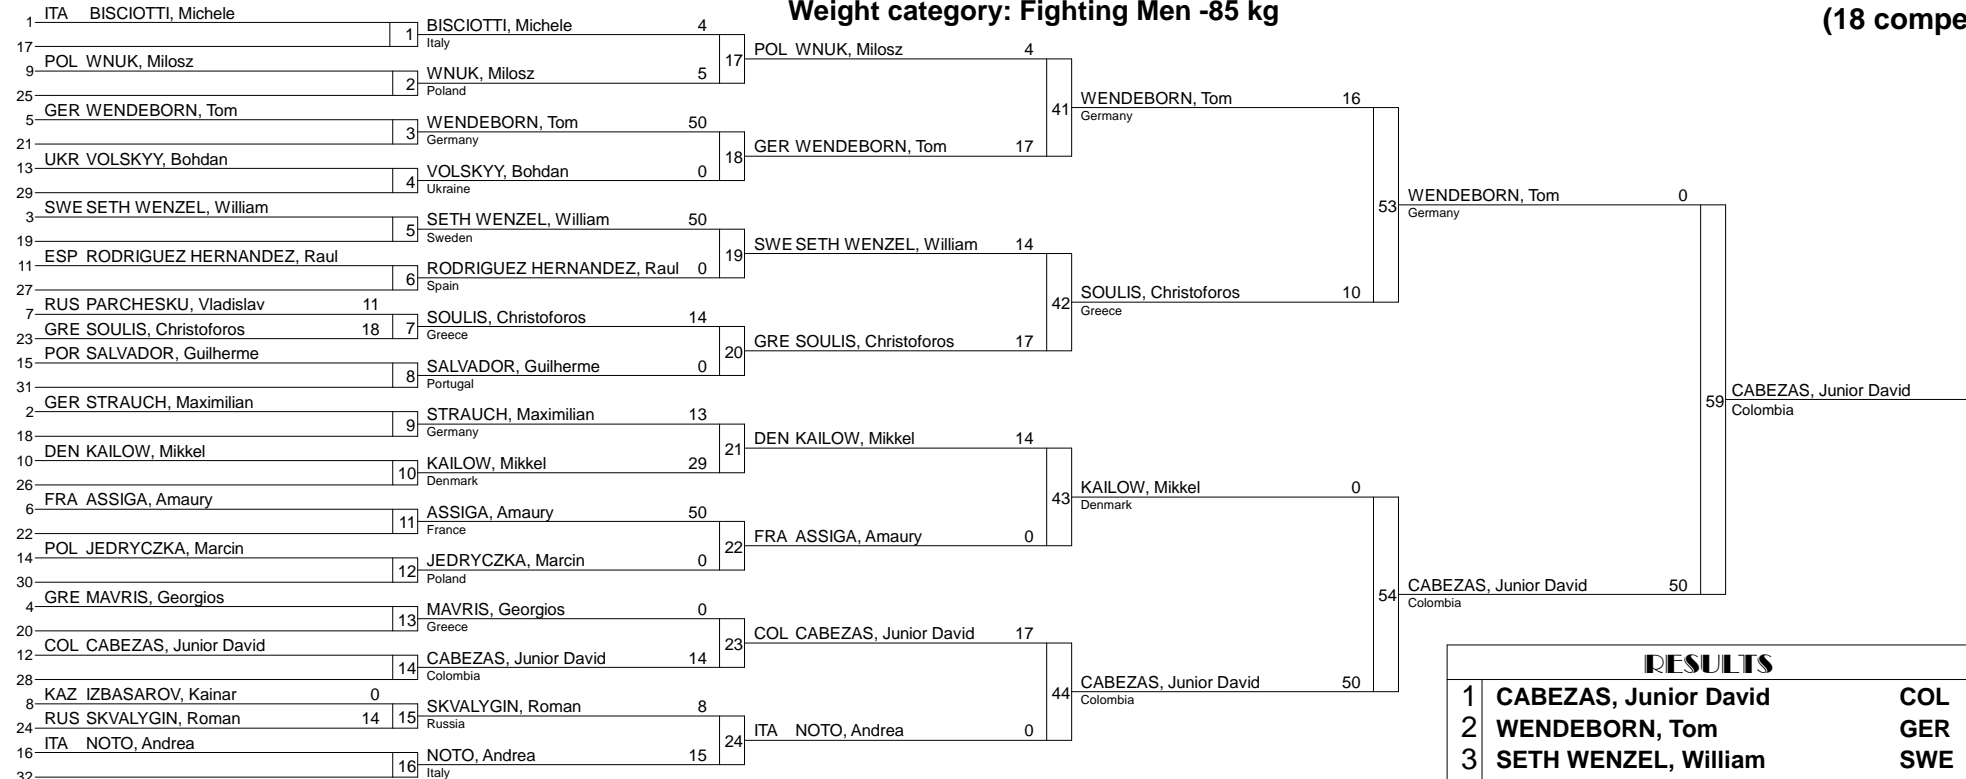 Weight category: Fighting Men -85 kg
(18 compe
1 ITA BISCIOTTI, Michele
17
9 POL WNUK, Milosz
25
5 GER WENDEBORN, Tom
21
13 UKR VOLSKYY, Bohdan
29
3 SWE SETH WENZEL, William
19
11 ESP RODRIGUEZ HERNANDEZ, Raul
27
7 RUS PARCHESKU, Vladislav 11
23 GRE SOULIS, Christoforos 18
15 POR SALVADOR, Guilherme
31
2 GER STRAUCH, Maximilian
18
10 DEN KAILOW, Mikkel
26
6 FRA ASSIGA, Amaury
22
14 POL JEDRYCZKA, Marcin
30
4 GRE MAVRIS, Georgios
20
12 COL CABEZAS, Junior David
28
8 KAZ IZBASAROV, Kainar 0
24 RUS SKVALYGIN, Roman 14
16 ITA NOTO, Andrea
32
1 BISCIOTTI, Michele 4
Italy
2 WNUK, Milosz 5
Poland
3 WENDEBORN, Tom 50
Germany
4 VOLSKYY, Bohdan 0
Ukraine
5 SETH WENZEL, William 50
Sweden
6 RODRIGUEZ HERNANDEZ, Raul 0
Spain
7 SOULIS, Christoforos 14
Greece
8 SALVADOR, Guilherme 0
Portugal
9 STRAUCH, Maximilian 13
Germany
10 KAILOW, Mikkel 29
Denmark
11 ASSIGA, Amaury 50
France
12 JEDRYCZKA, Marcin 0
Poland
13 MAVRIS, Georgios 0
Greece
14 CABEZAS, Junior David 14
Colombia
15 SKVALYGIN, Roman 8
Russia
16 NOTO, Andrea 15
Italy
17 POL WNUK, Milosz 4
18 GER WENDEBORN, Tom 17
19 SWE SETH WENZEL, William 14
20 GRE SOULIS, Christoforos 17
21 DEN KAILOW, Mikkel 14
22 FRA ASSIGA, Amaury 0
23 COL CABEZAS, Junior David 17
24 ITA NOTO, Andrea 0
41 WENDEBORN, Tom 16
Germany
42 SOULIS, Christoforos 10
Greece
43 KAILOW, Mikkel 0
Denmark
44 CABEZAS, Junior David 50
Colombia
53 WENDEBORN, Tom 0
Germany
54 CABEZAS, Junior David 50
Colombia
59 CABEZAS, Junior David
Colombia
RESULTS
1 CABEZAS, Junior David COL
2 WENDEBORN, Tom GER
3 SETH WENZEL, William SWE